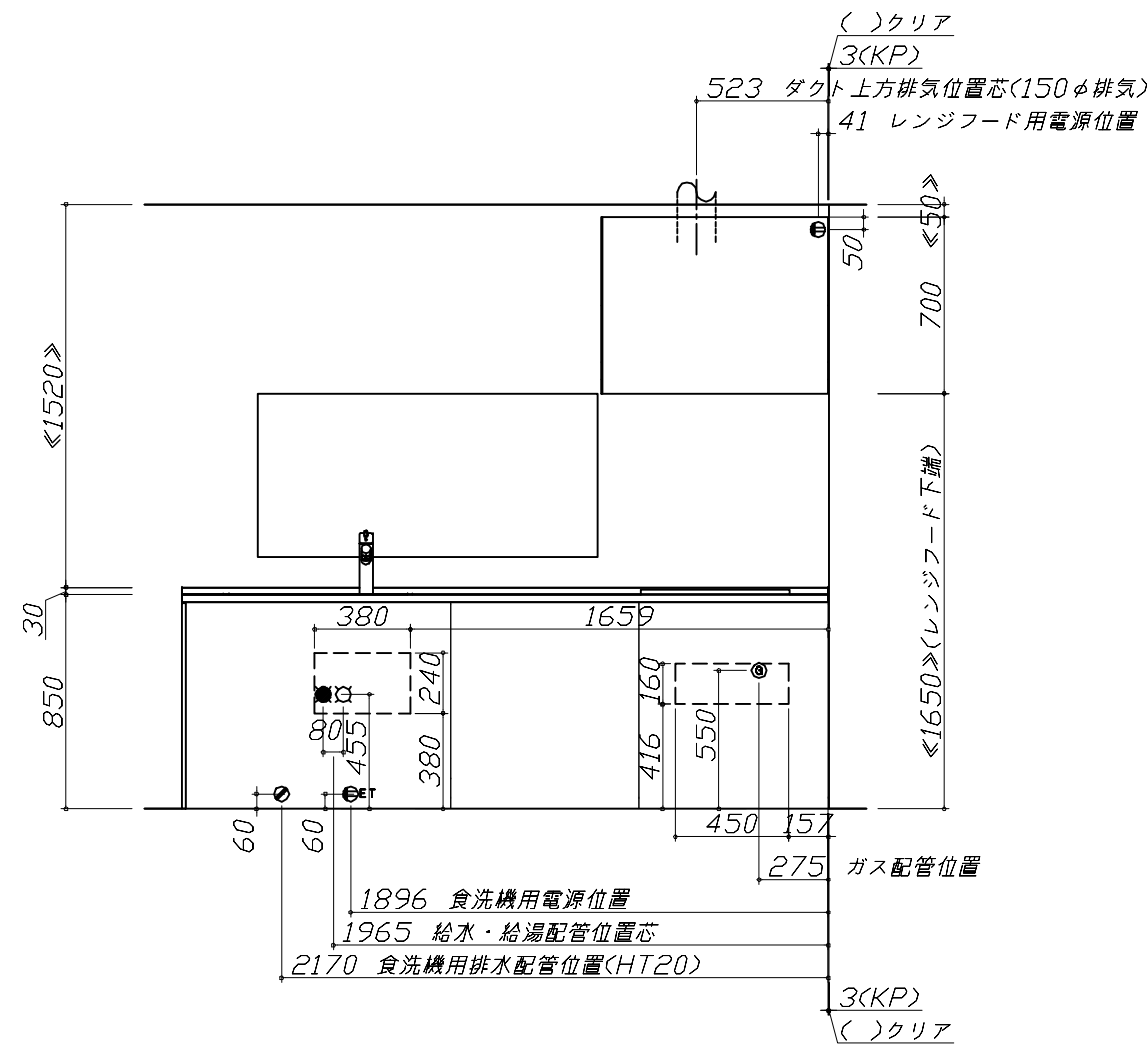 ( )クリア
3(KP)
523 ダクト上方排気位置芯(150φ排気)
41 レンジフード用電源位置
≪50≫
50
700
≪1520≫
≪1650≫(レンジフード下端)
30
850
380
1659
240
160
80
455
380
416
550
G
ET
60
60
450
157
275 ガス配管位置
1896 食洗機用電源位置
1965 給水・給湯配管位置芯
2170 食洗機用排水配管位置(HT20)
3(KP)
( )クリア